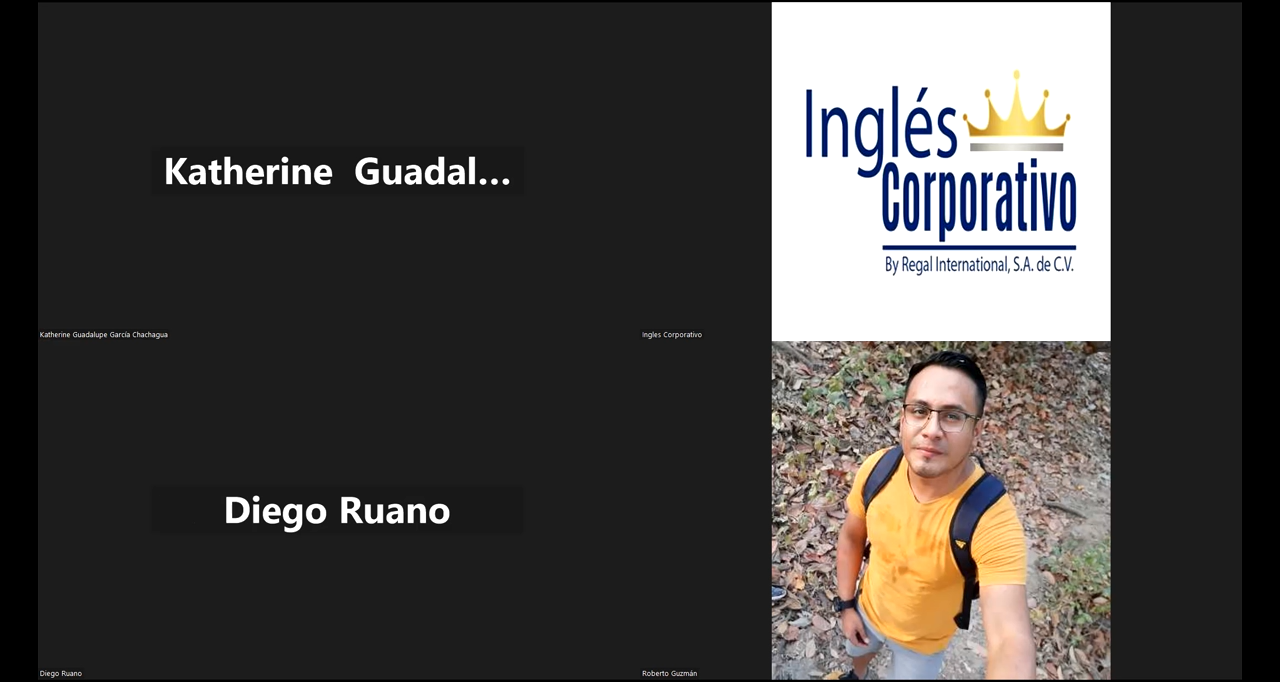 Katherine  Guadal...
Katherine Guadalupe García Chachagua
Inglés
Corporativo
By Regal International, S.A. de C.V.
Ingles Corporativo
Diego Ruano
Diego Ruano
Roberto Guzmán